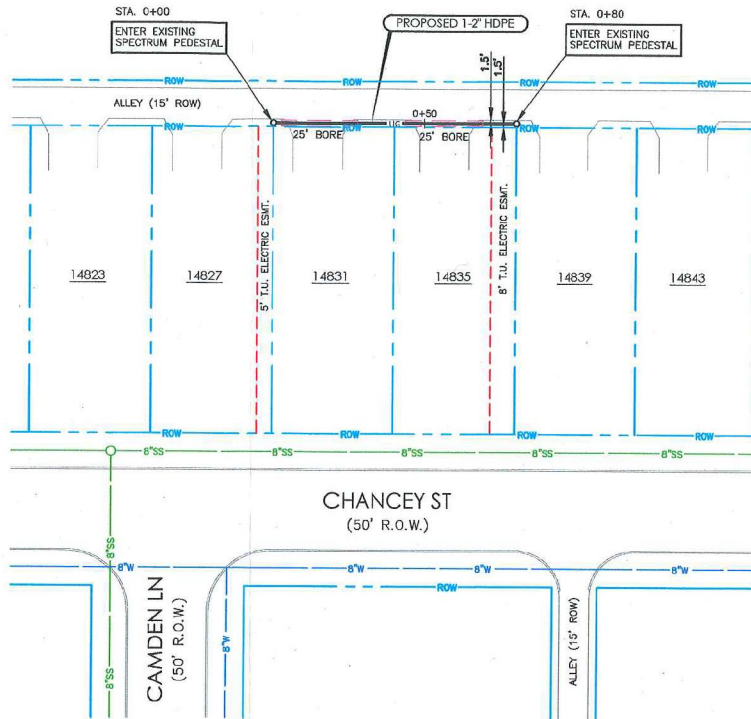 STA. 0+00
ENTER EXISTING
SPECTRUM PEDESTAL
PROPOSED 1-2" HDPE
STA. 0+80
ENTER EXISTING
SPECTRUM PEDESTAL
1.5'
1.5'
ROW
ROW
ROW
ROW
ALLEY (15' ROW)
0+50
UG
ROW
ROW
ROW
ROW
25' BORE
25' BORE
5' T.U. ELECTRIC ESMT.
8' T.U. ELECTRIC ESMT.
14823
14827
14831
14835
14839
14843
ROW
ROW
ROW
8"SS
8"SS
8"SS
8"SS
8"SS
CHANCEY ST
(50' R.O.W.)
8"SS
8"W
8"W
8"W
8"W
ROW
8"W
8"SS
CAMDEN LN
(50' R.O.W.)
ALLEY (15' ROW)